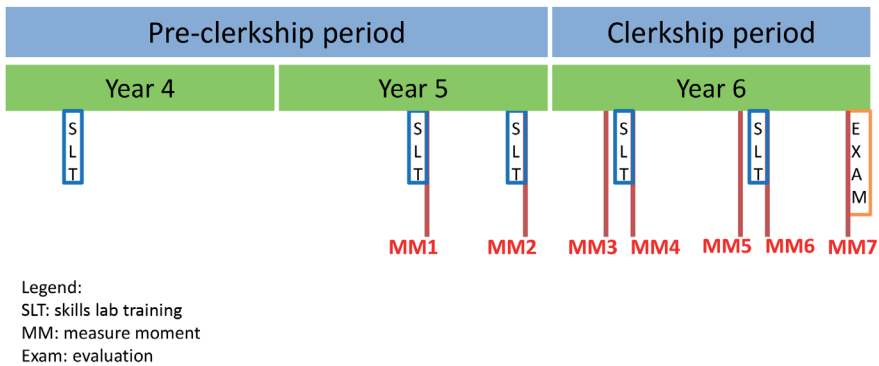 Pre-clerkship period
Clerkship period
Year 4
Year 5
Year 6
SLT
SLT
SLT
SLT
SLT
EXAM
MM1
MM2
MM3
MM4
MM5
MM6
MM7
Legend:
SLT: skills lab training
MM: measure moment
Exam: evaluation